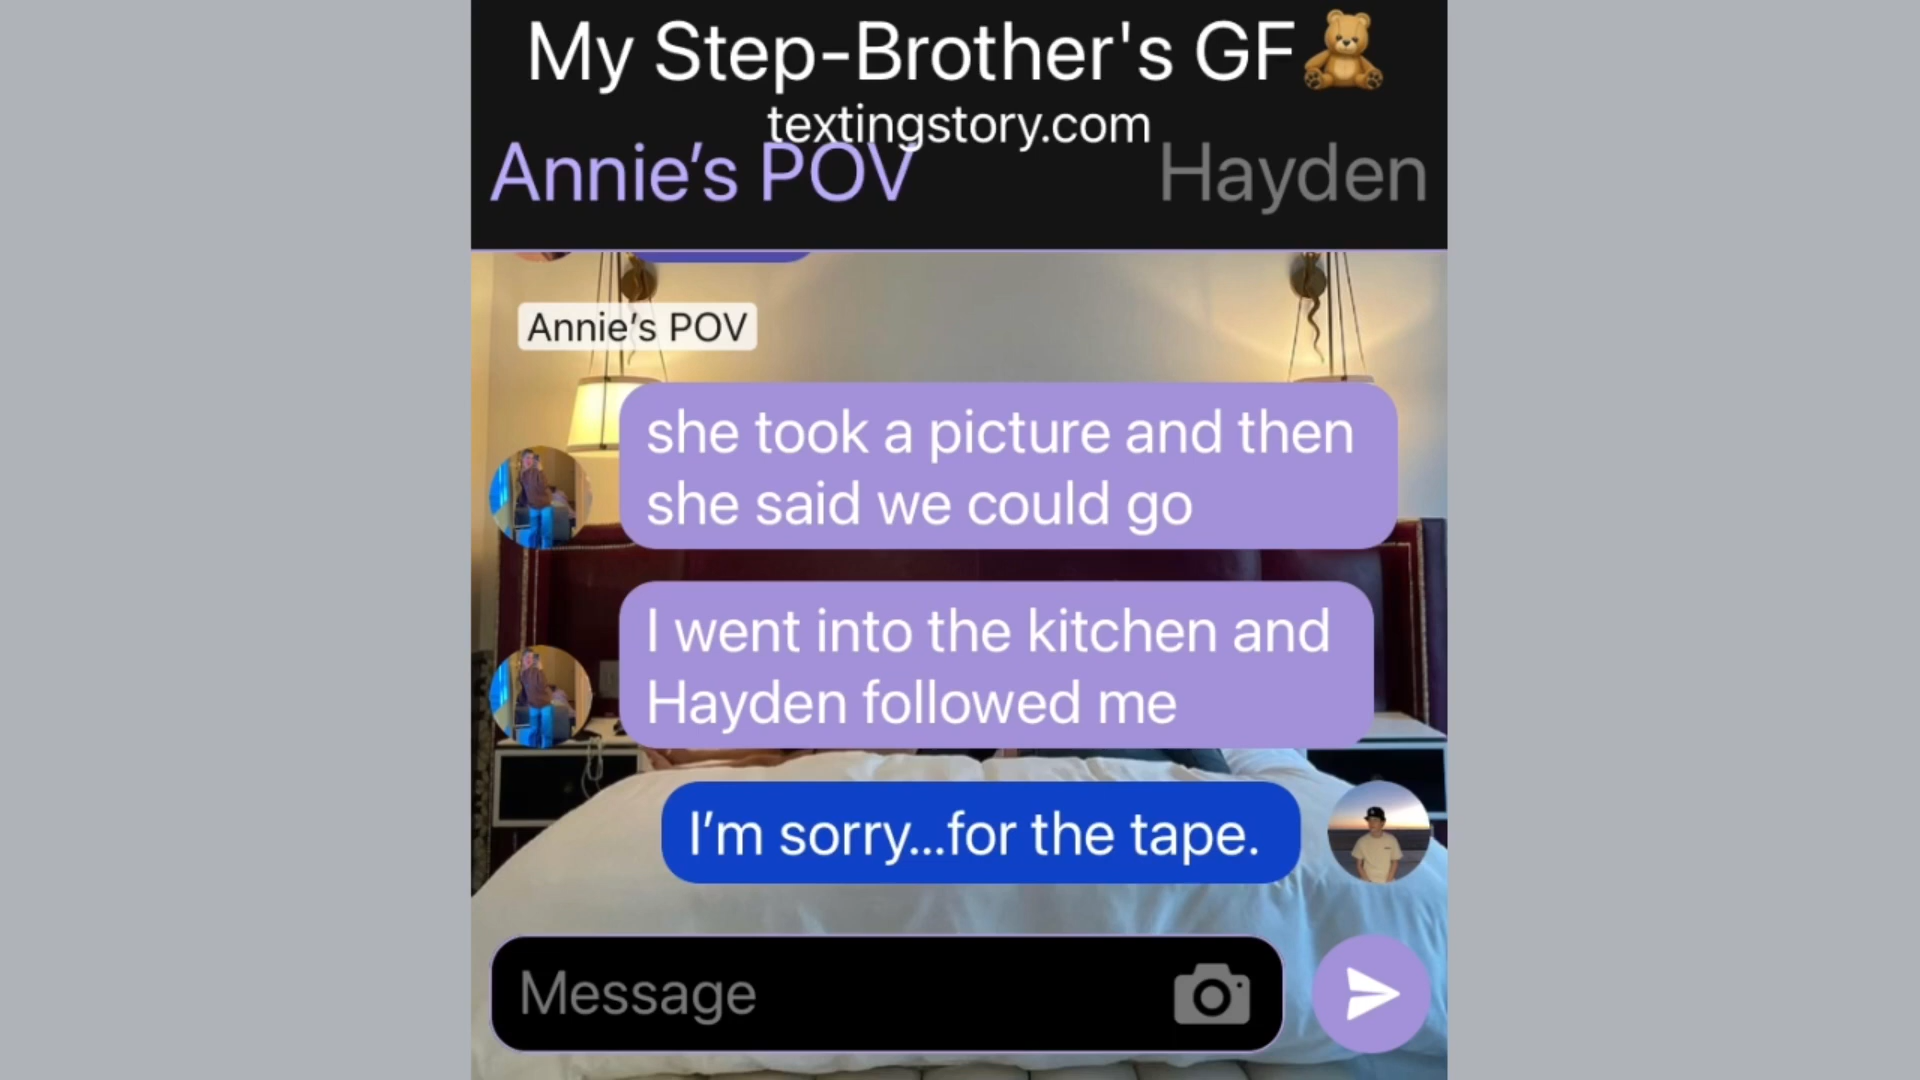 My Step-Brother's GF🧸
textingstory.com
Annie’s POV
Hayden
Annie’s POV
she took a picture and then
she said we could go
I went into the kitchen and
Hayden followed me
I’m sorry...for the tape.
Message